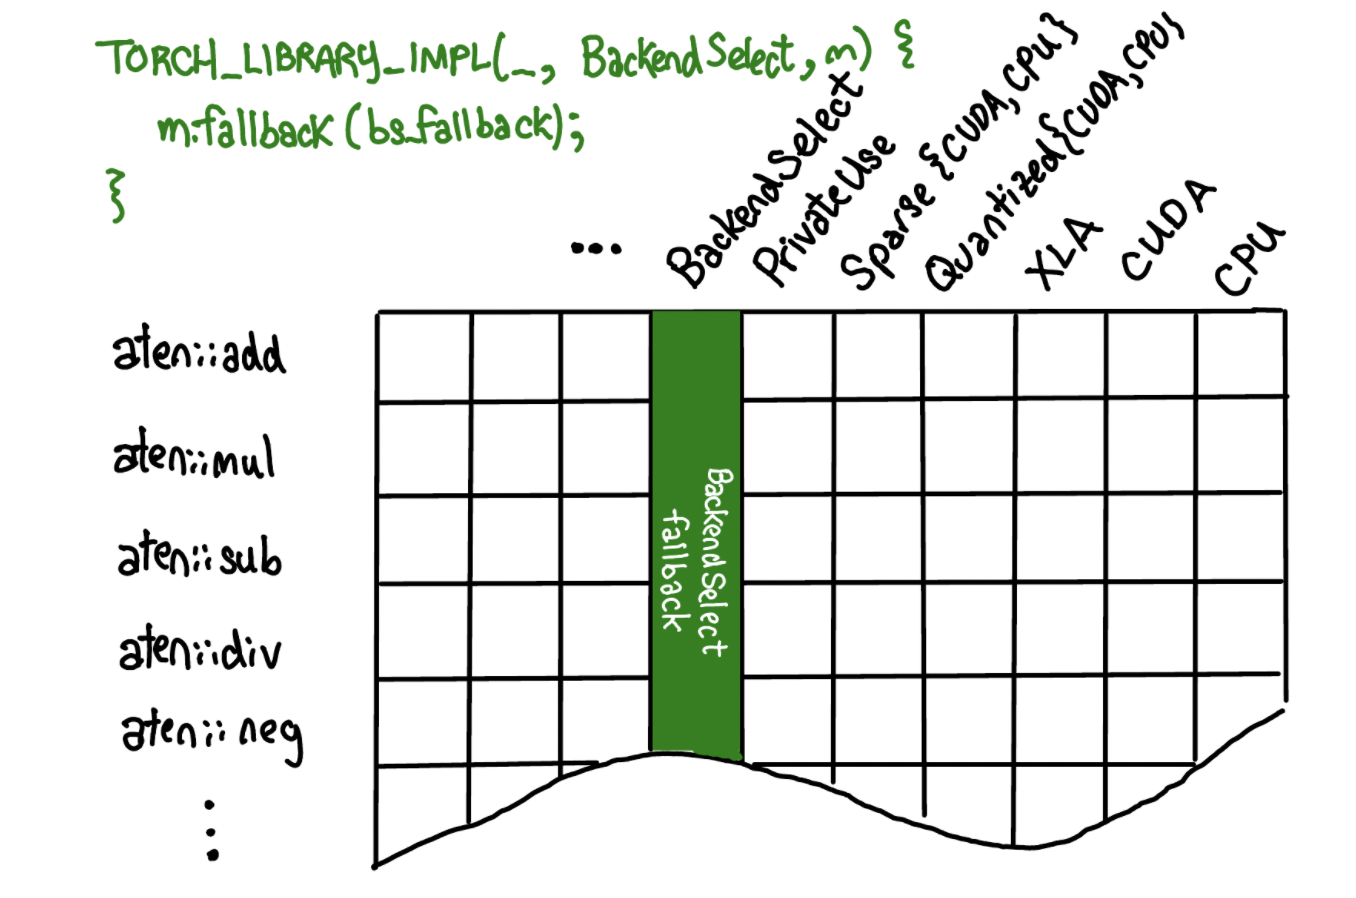 TORCH_LIBRARY_IMPL(_, BackendSelect, m) {
m.fallback(bs_fallback);
}
...
BackendSelect
PrivateUse
Sparse {CUDA, CPU}
Quantized{CUDA, CPU}
XLA
CUDA
CPU
aten::add
aten::mul
aten::sub
aten::div
aten::neg
⋮
BackendSelect
fallback